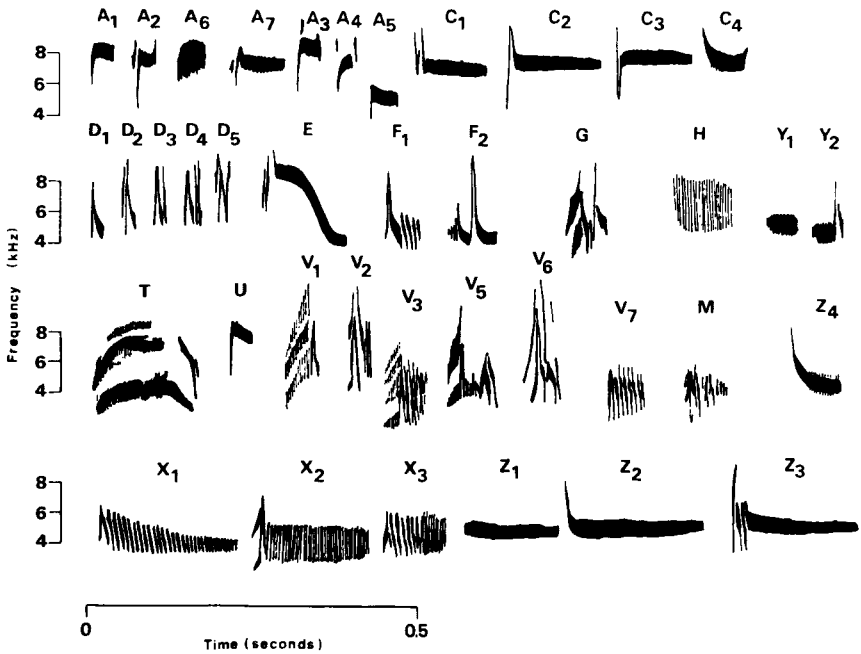 A1 A2 A6 A7 A3 A4 A5 C1 C2 C3 C4
8
6
4
D1 D2 D3 D4 D5 E F1 F2 G H Y1 Y2
8
6
4
Frequency (kHz)
T U V1 V2 V3 V5 V6 V7 M Z4
8
6
4
X1 X2 X3 Z1 Z2 Z3
8
6
4
0 0.5
Time (seconds)